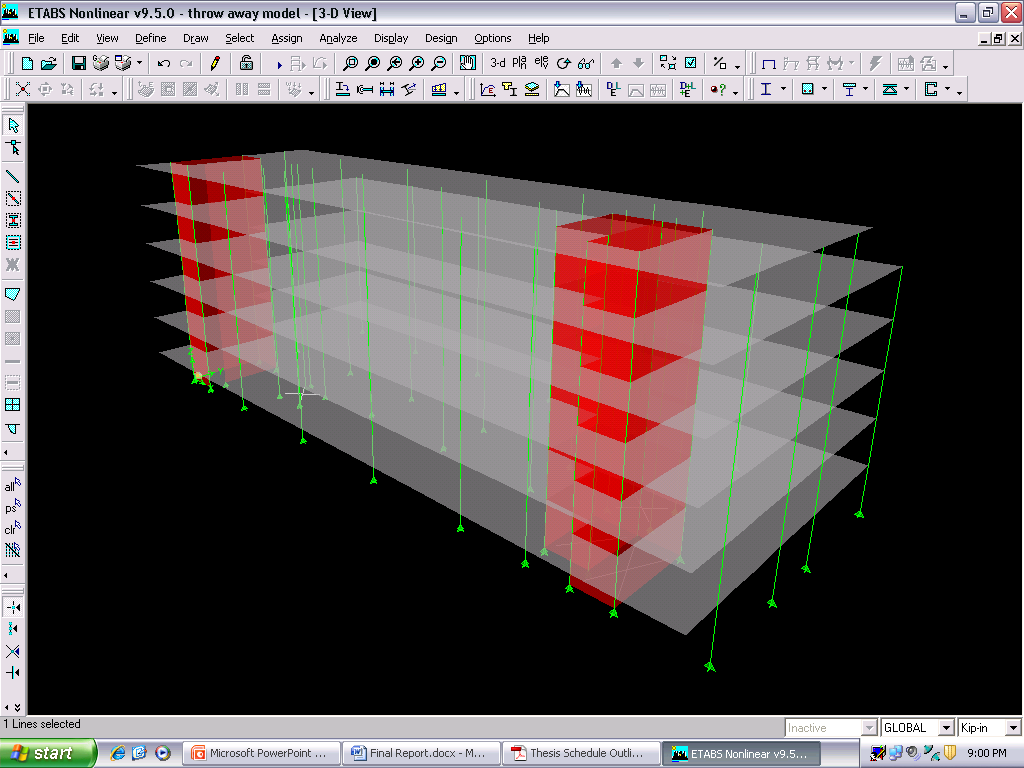 ETABS Nonlinear v9.5.0 - throw away model - [3-D View]
File Edit View Define Draw Select Assign Analyze Display Design Options Help
3-d
all
ps
clr
1 Lines selected
Inactive
GLOBAL
Kip-in
start
Microsoft PowerPoint ...
Final Report.docx - M...
Thesis Schedule Outli...
ETABS Nonlinear v9.5...
9:00 PM